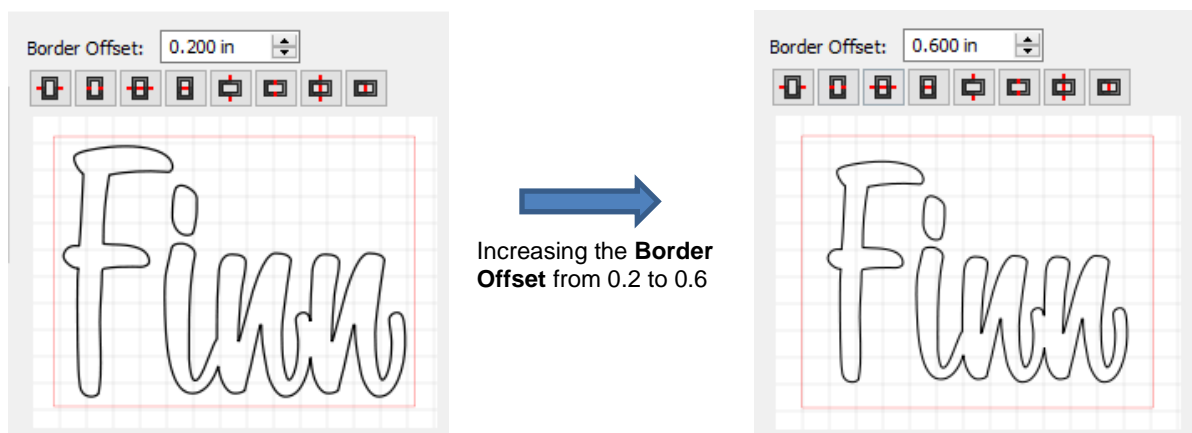 Border Offset: 0.200 in
Finn
Increasing the Border
Offset from 0.2 to 0.6
Border Offset: 0.600 in
Finn